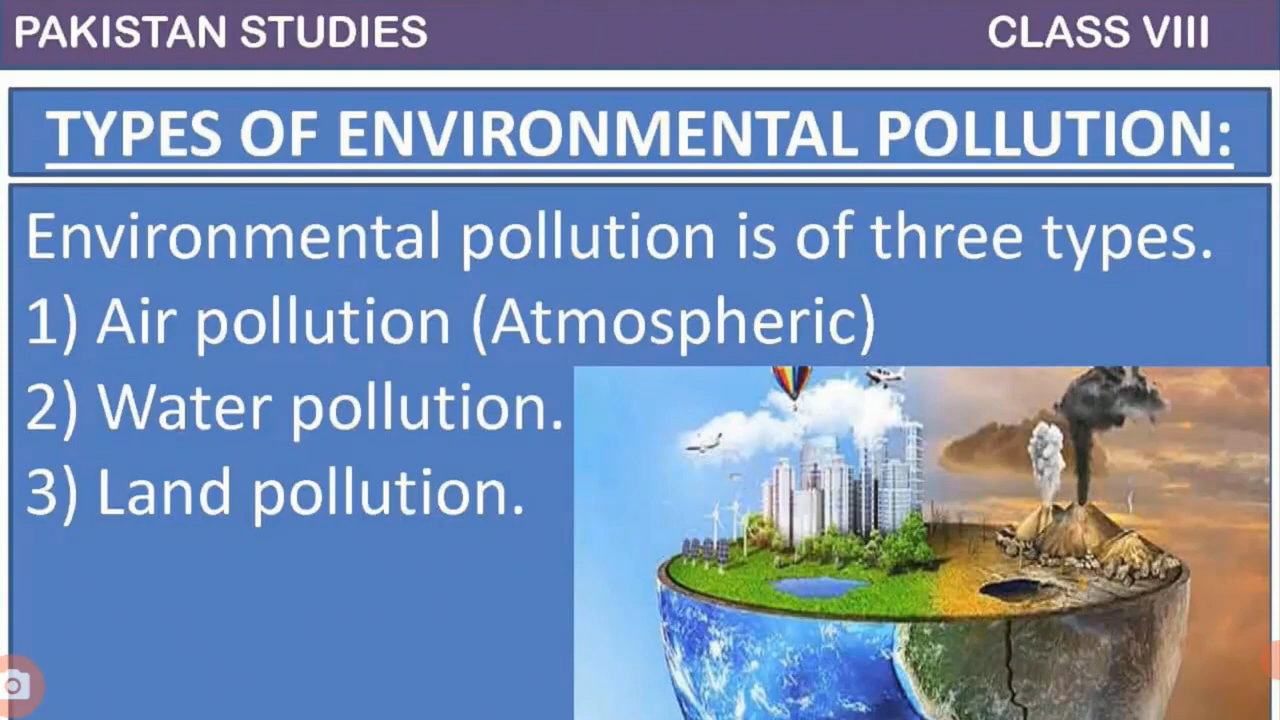 PAKISTAN STUDIES CLASS VIII
TYPES OF ENVIRONMENTAL POLLUTION:
Environmental pollution is of three types.
1) Air pollution (Atmospheric)
2) Water pollution.
3) Land pollution.